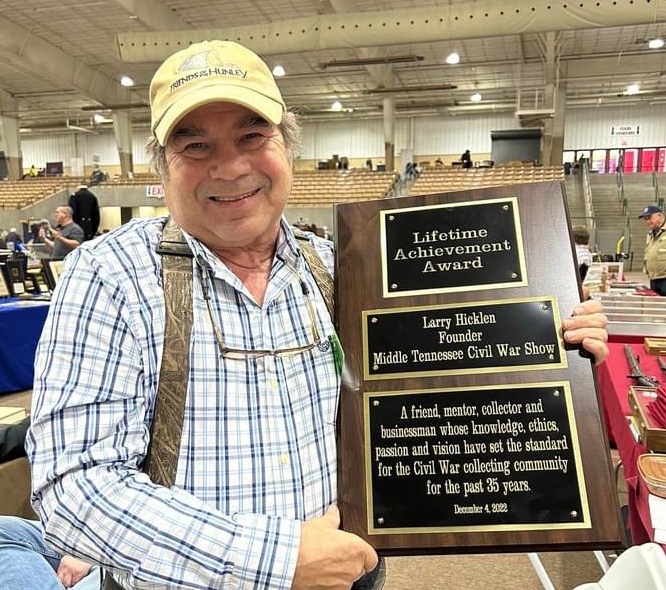 FRIENDS OF THE HUNLEY
Lifetime
Achievement
Award
Larry Hicklen
Founder
Middle Tennessee Civil War Show
A friend, mentor, collector and
businessman whose knowledge, ethics,
passion and vision have set the standard
for the Civil War collecting community
for the past 35 years.
December 4, 2022